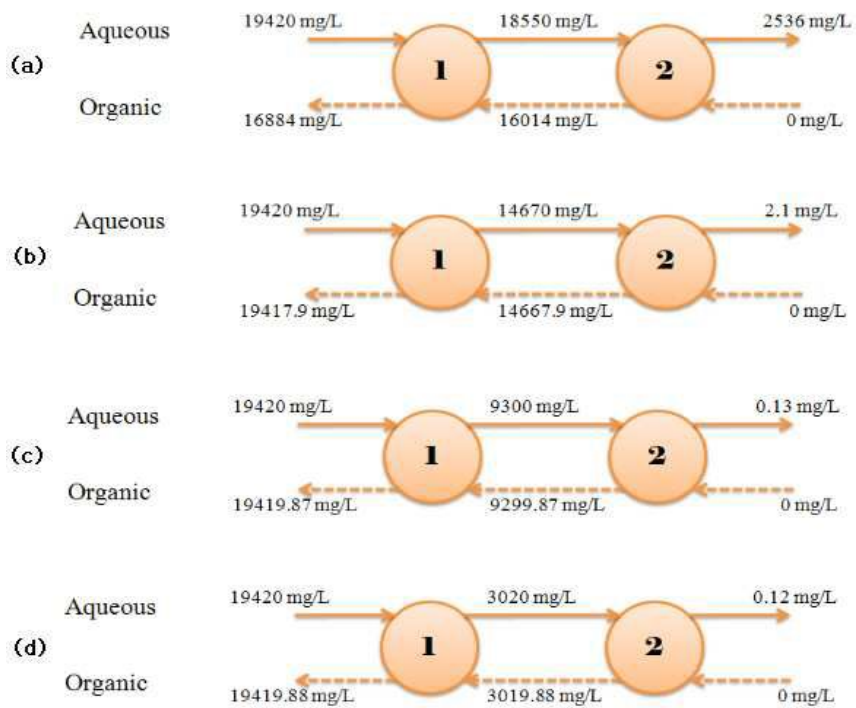 (a)
Aqueous 19420 mg/L 18550 mg/L 2536 mg/L
1 2
Organic 16884 mg/L 16014 mg/L 0 mg/L
(b)
Aqueous 19420 mg/L 14670 mg/L 2.1 mg/L
1 2
Organic 19417.9 mg/L 14667.9 mg/L 0 mg/L
(c)
Aqueous 19420 mg/L 9300 mg/L 0.13 mg/L
1 2
Organic 19419.87 mg/L 9299.87 mg/L 0 mg/L
(d)
Aqueous 19420 mg/L 3020 mg/L 0.12 mg/L
1 2
Organic 19419.88 mg/L 3019.88 mg/L 0 mg/L